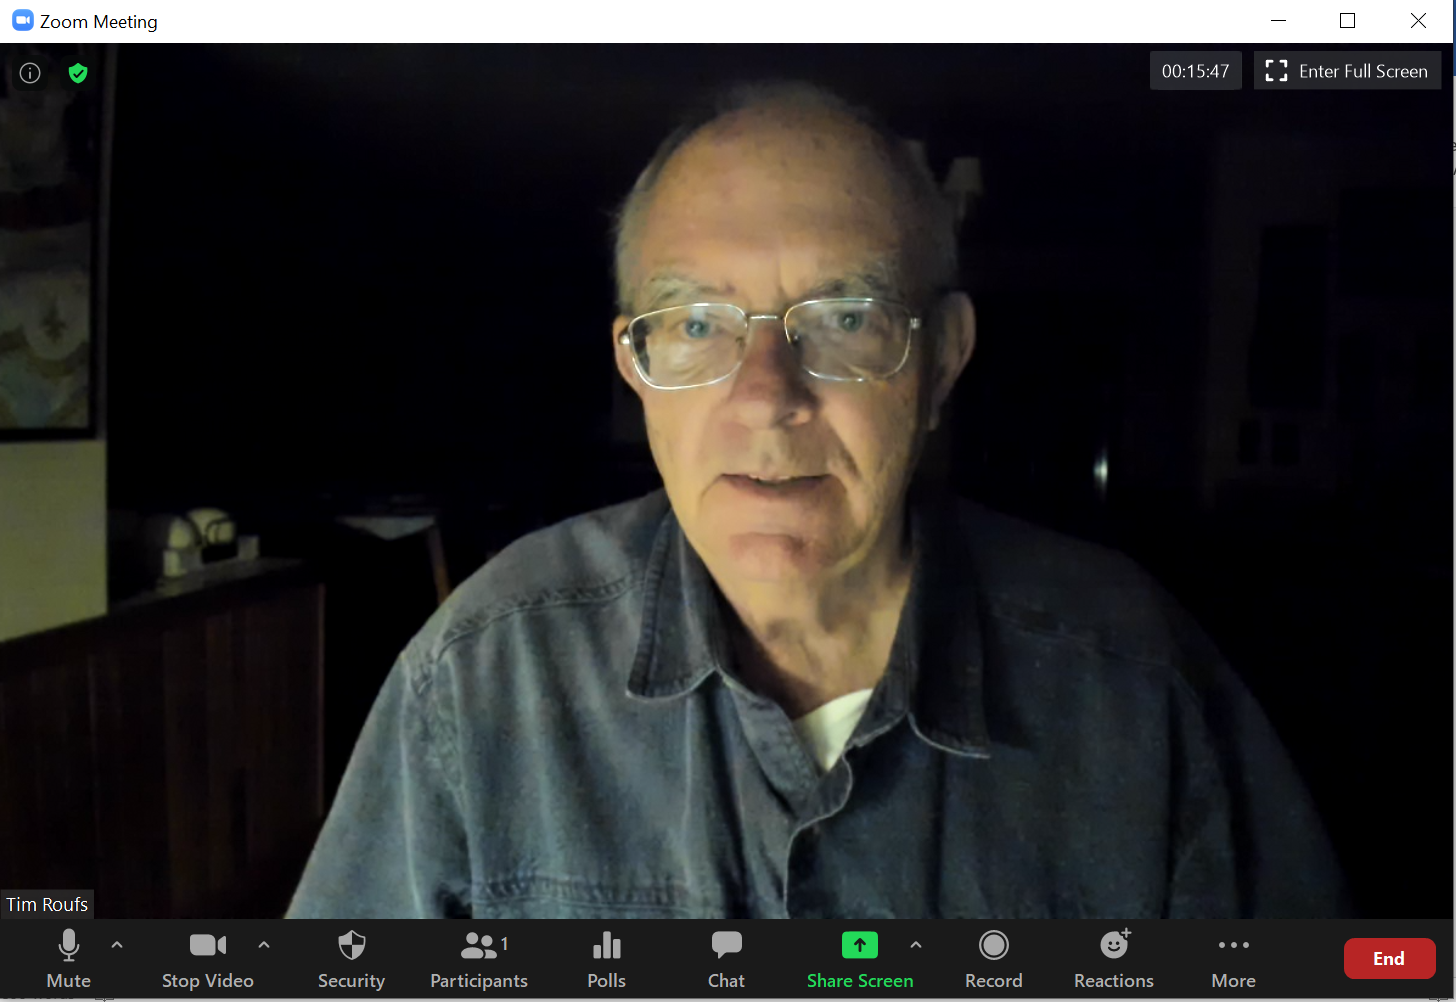 Zoom Meeting
00:15:47
Enter Full Screen
Tim Roufs
1
Mute
Stop Video
Security
Participants
Polls
Chat
Share Screen
Record
Reactions
More
End